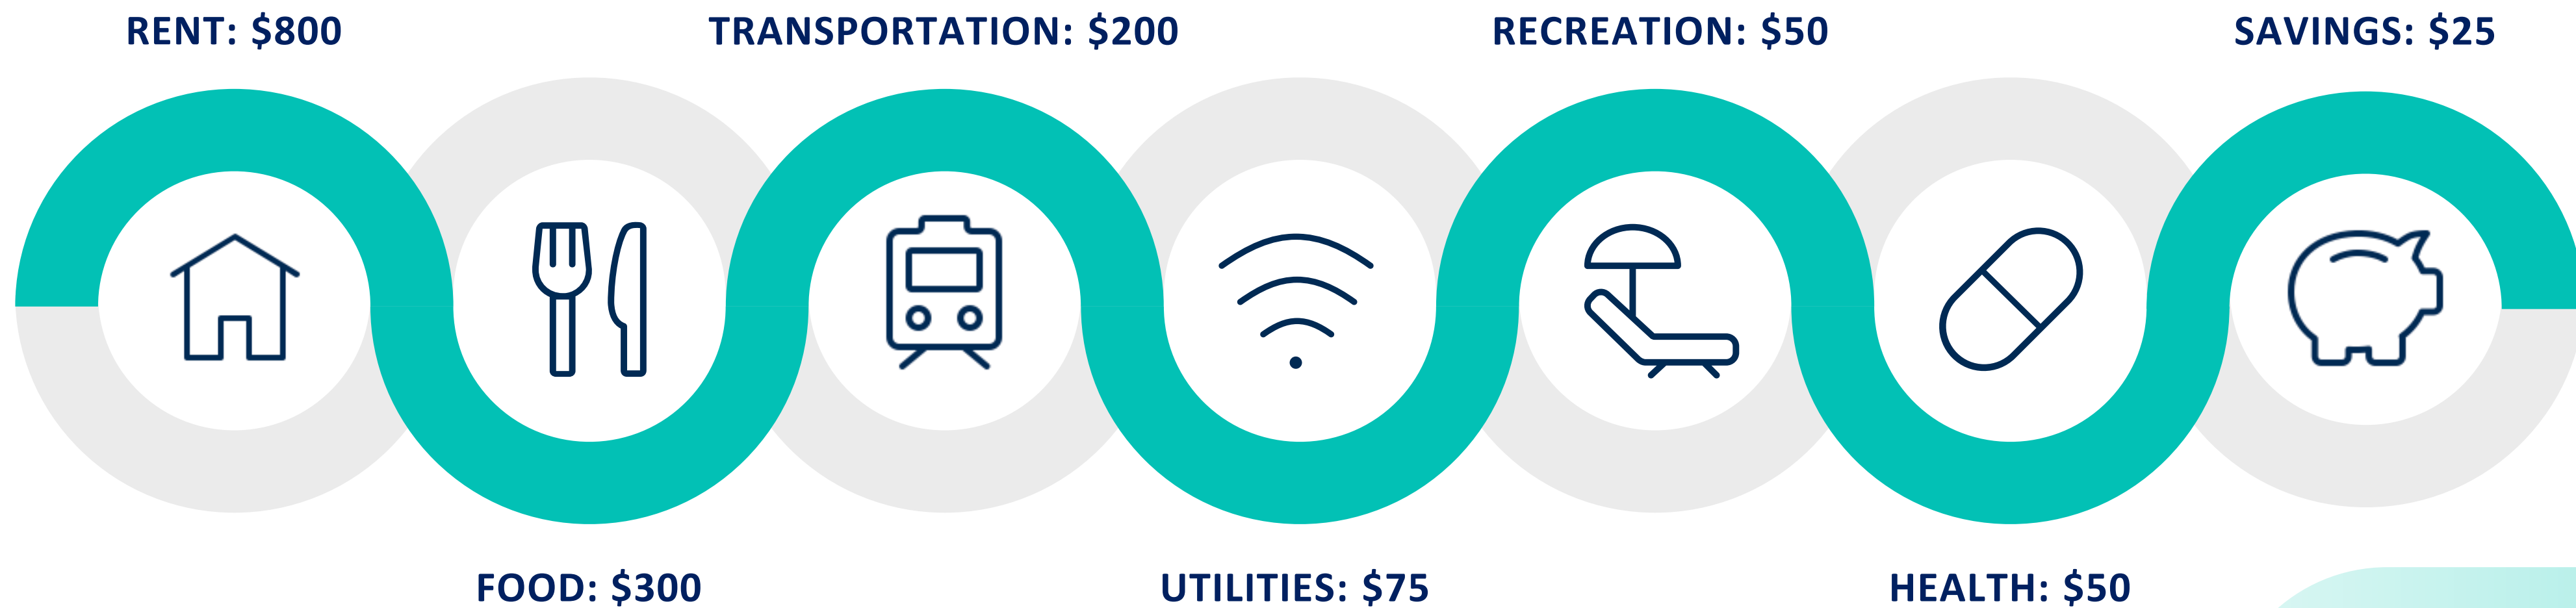 RENT: $800
TRANSPORTATION: $200
RECREATION: $50
SAVINGS: $25
FOOD: $300
UTILITIES: $75
HEALTH: $50